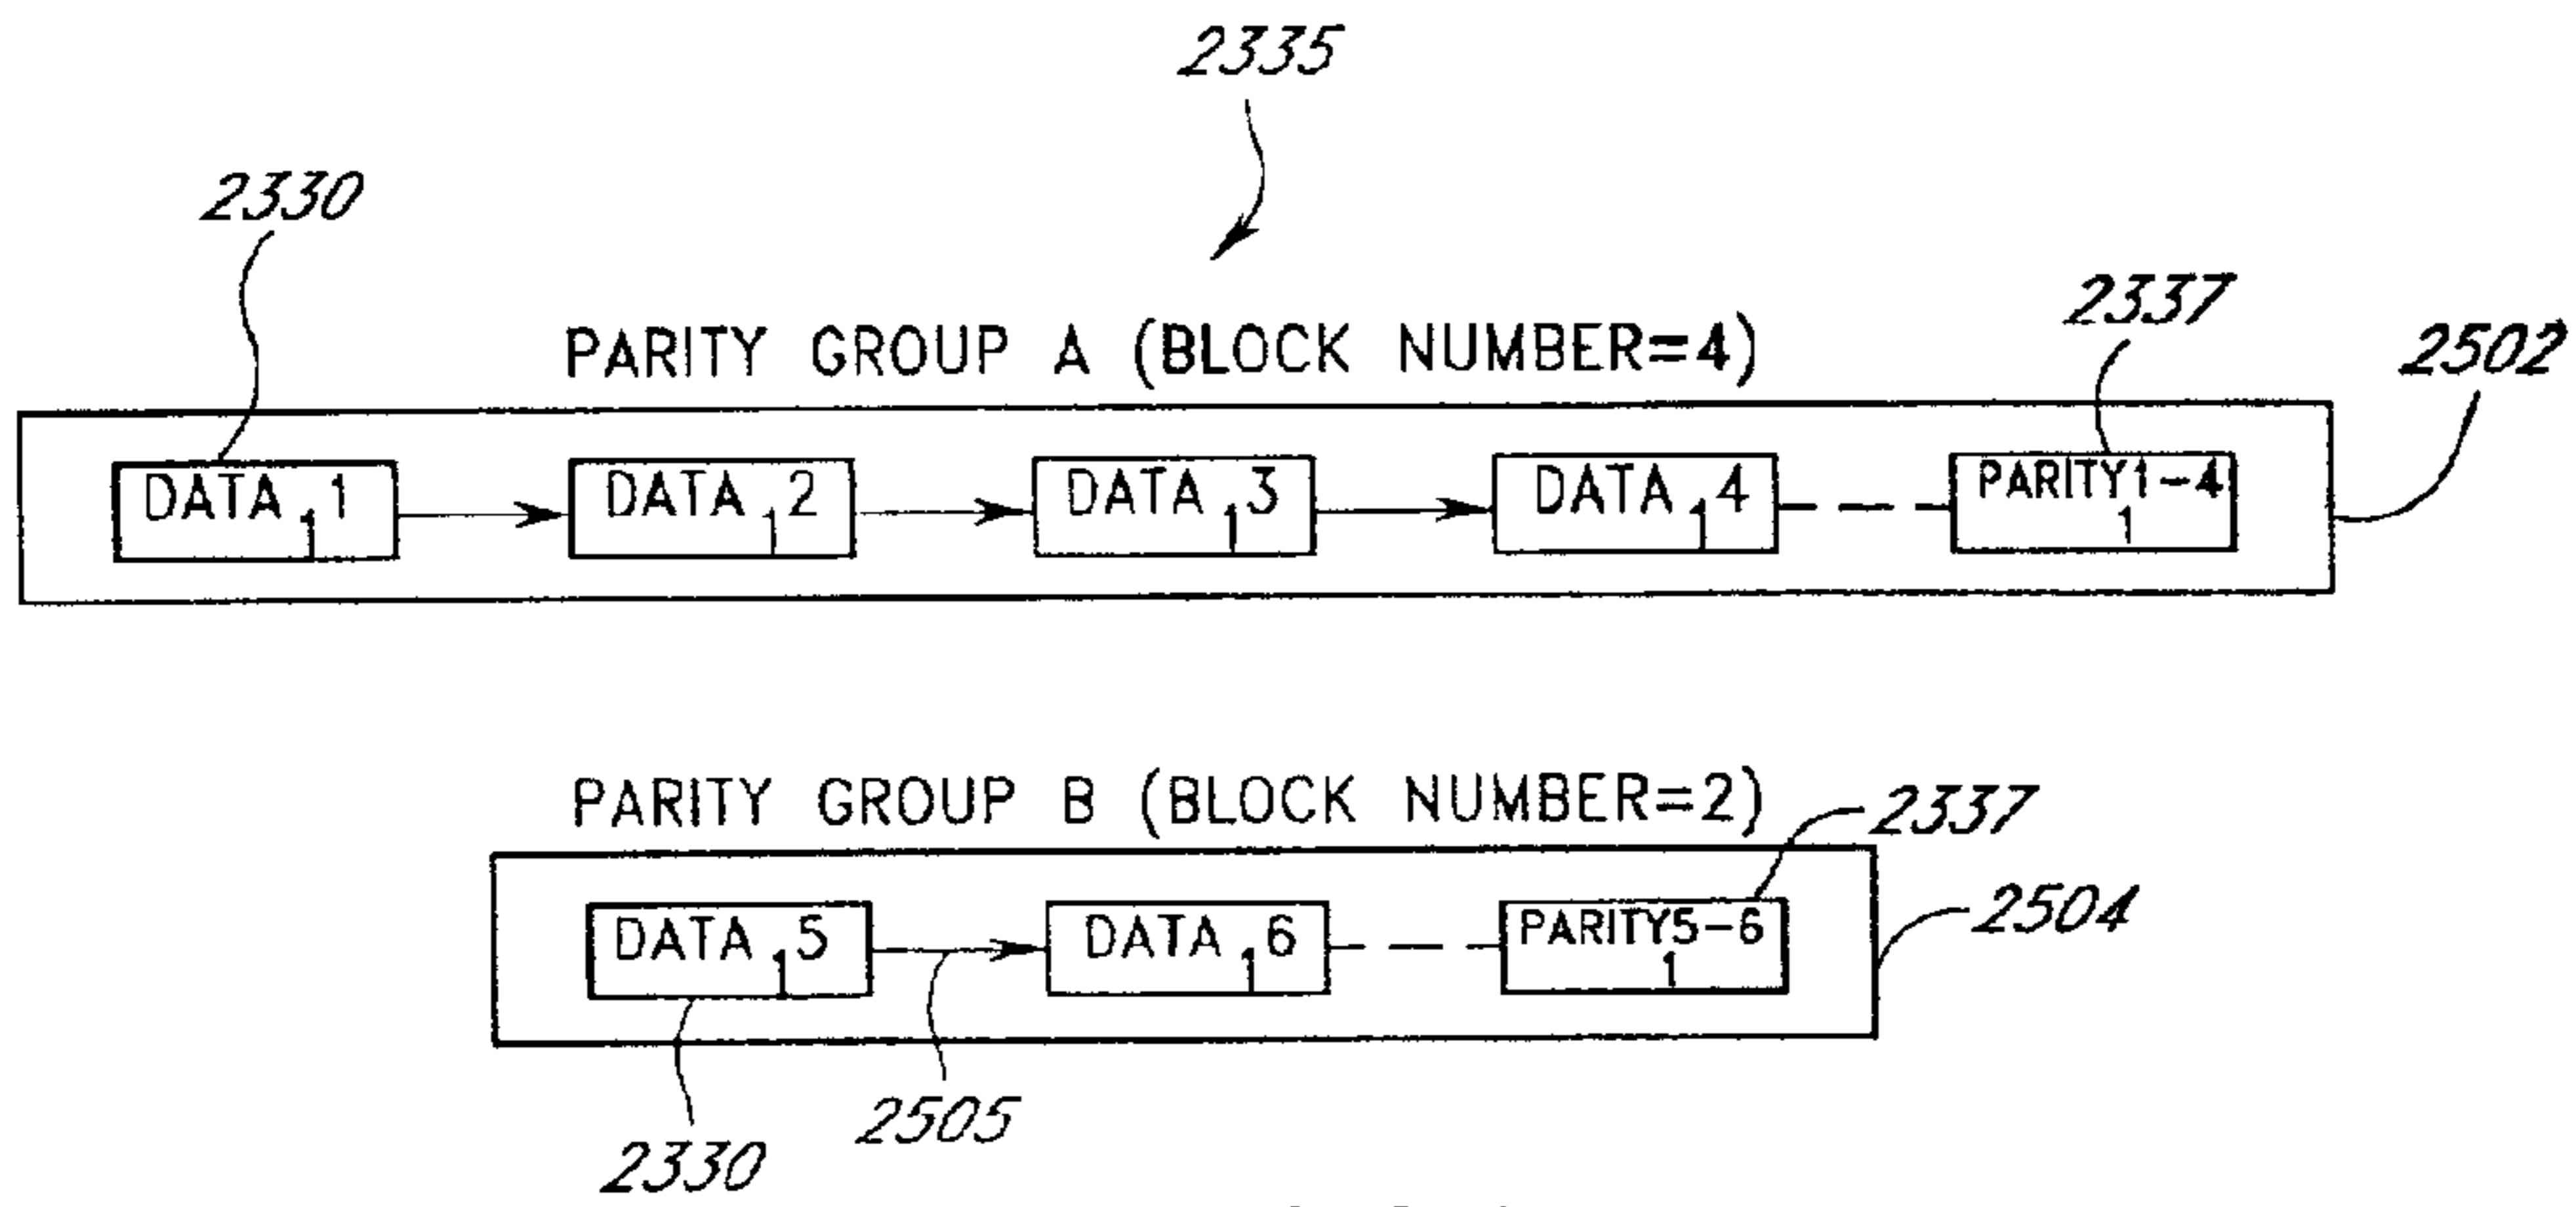 2335
2330
2337
PARITY GROUP A (BLOCK NUMBER=4)
2502
DATA 1
1
DATA 2
1
DATA 3
1
DATA 4
1
PARITY1-4
1
PARITY GROUP B (BLOCK NUMBER=2)
2337
2504
DATA 5
1
DATA 6
1
PARITY5-6
1
2505
2330